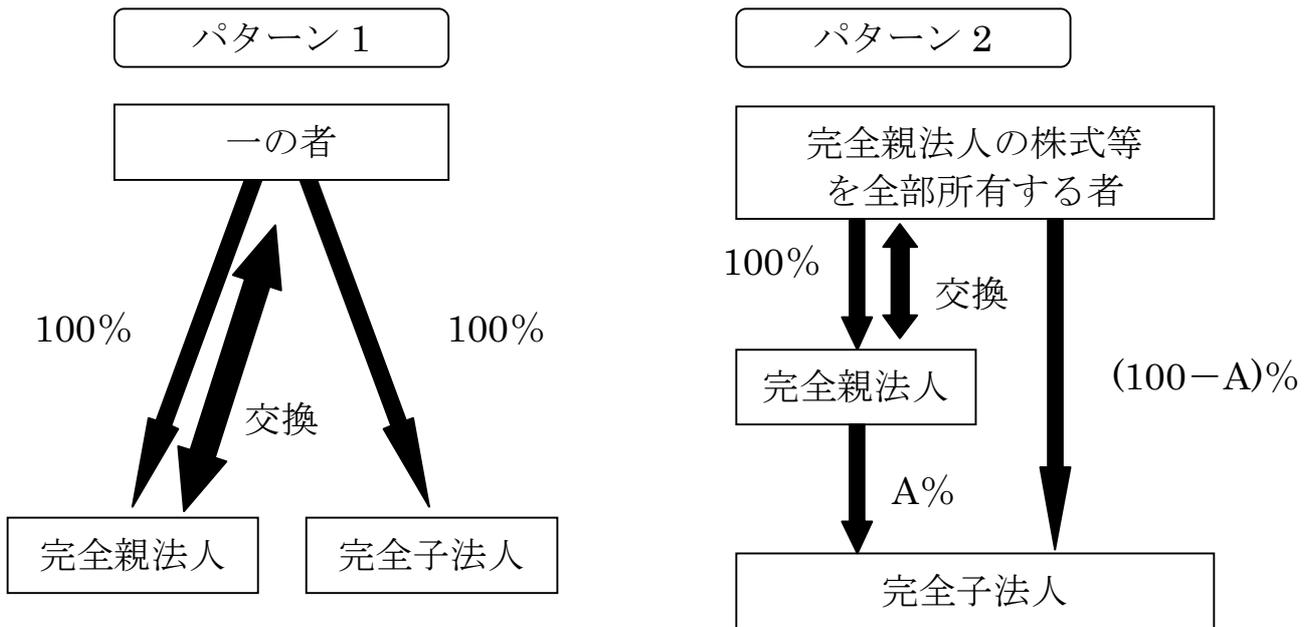 パターン 1
一の者
100%
交換
100%
完全親法人
完全子法人
パターン 2
完全親法人の株式等
を全部所有する者
100%
交換
(100－A)%
完全親法人
A%
完全子法人